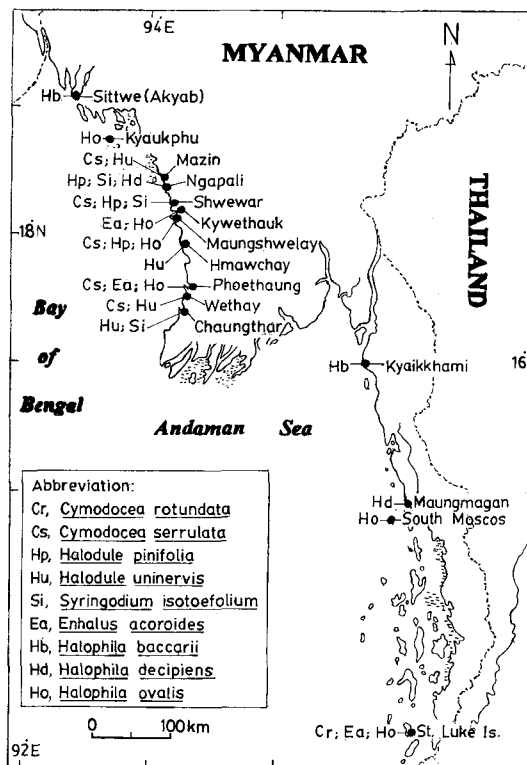 94°E
MYANMAR
N
Hb Sittwe (Akyab)
Ho Kyaukphu
Cs; Hu Mazin
Hp; Si; Hd Ngapali
Cs; Hp; Si Shwewar
Kywethauk
Ea; Ho Maungshwelay
18°N
Cs; Hp; Ho
Hu Hmawchay
Cs; Ea; Ho Phoethaung
Cs; Hu Wethay
Hu; Si Chaungthar
THAILAND
Bay
of
Bengal
Hb Kyaikkhami
16
Andaman Sea
Hd Maungmagan
Ho South Moscos
Abbreviation:
Cr, Cymodocea rotundata
Cs, Cymodocea serrulata
Hp, Halodule pinifolia
Hu, Halodule uninervis
Si, Syringodium isotoefolium
Ea, Enhalus acoroides
Hb, Halophila baccarii
Hd, Halophila decipiens
Ho, Halophila ovalis
0 100km
Cr; Ea; Ho St. Luke Is.
92°E